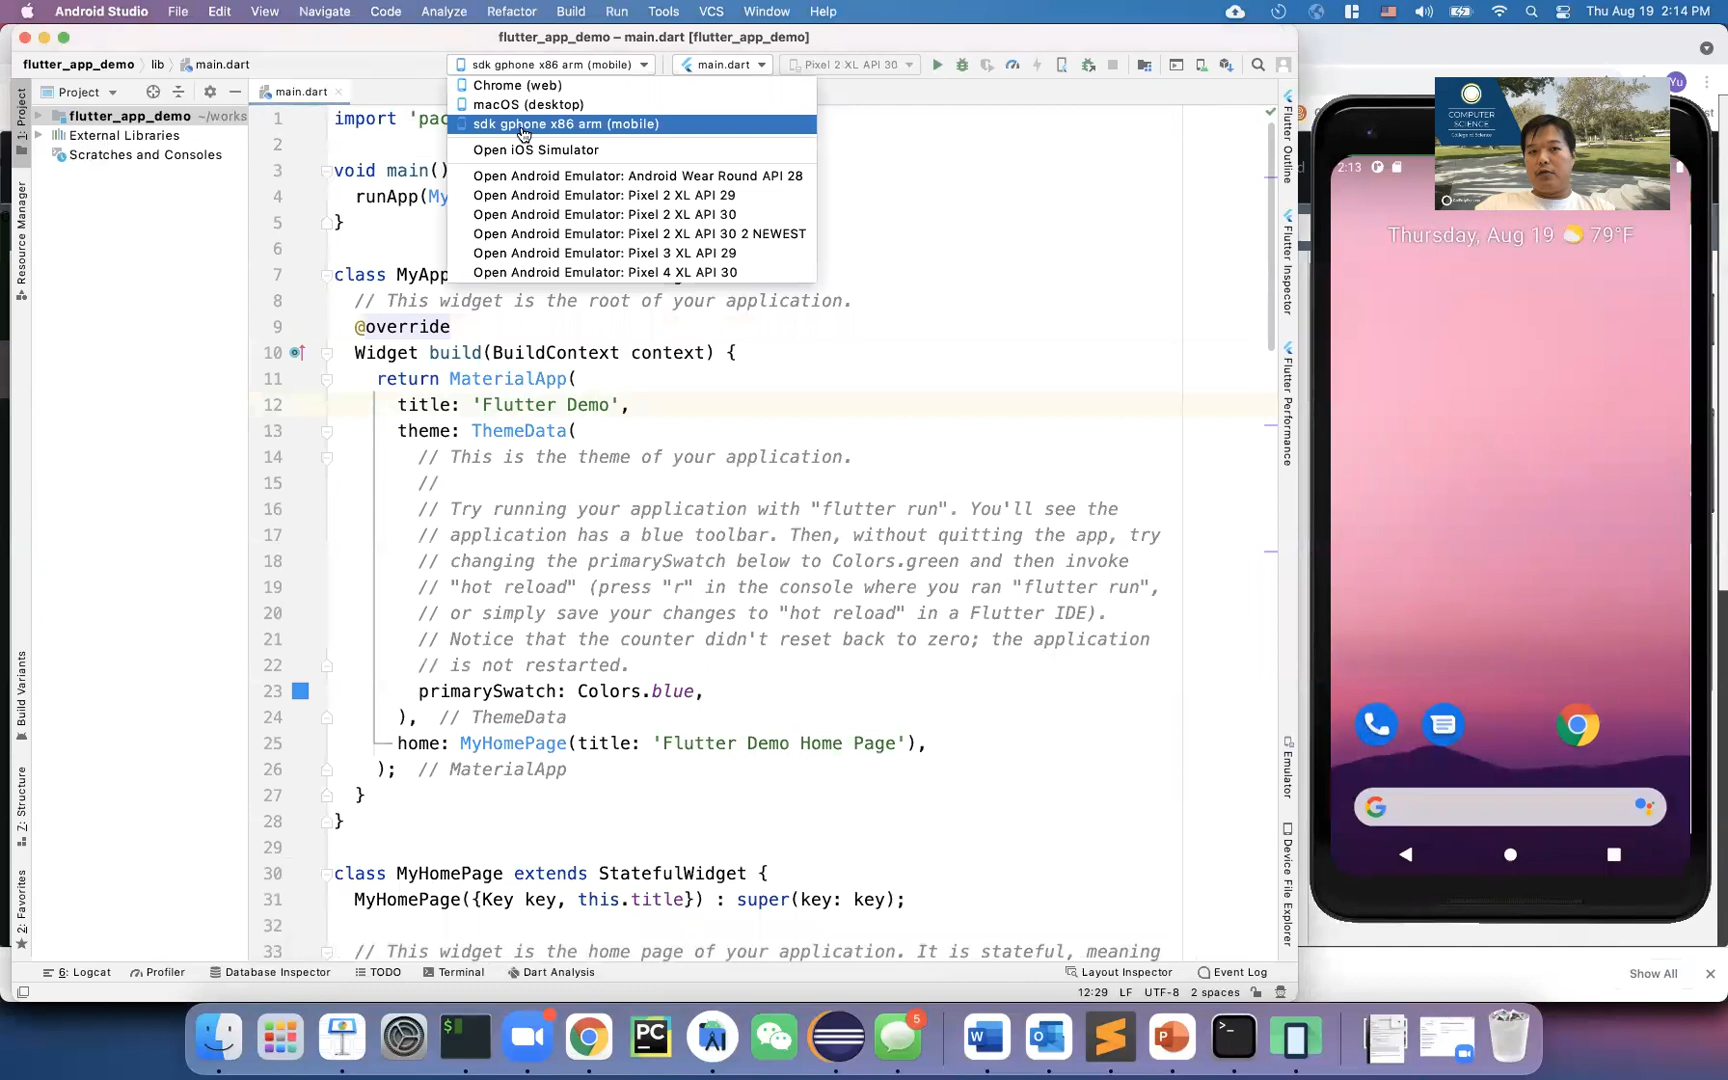 Android Studio File Edit View Navigate Code Analyze Refactor Build Run Tools VCS Window Help
Thu Aug 19 2:14 PM
flutter_app_demo – main.dart [flutter_app_demo]
flutter_app_demo lib main.dart
sdk gphone x86 arm (mobile)
main.dart
Pixel 2 XL API 30
Project
main.dart
Chrome (web)
macOS (desktop)
sdk gphone x86 arm (mobile)
Open iOS Simulator
Open Android Emulator: Android Wear Round API 28
Open Android Emulator: Pixel 2 XL API 29
Open Android Emulator: Pixel 2 XL API 30
Open Android Emulator: Pixel 2 XL API 30 2 NEWEST
Open Android Emulator: Pixel 3 XL API 29
Open Android Emulator: Pixel 4 XL API 30
1: Project
Resource Manager
Build Variants
7: Structure
2: Favorites
flutter_app_demo ~/works
External Libraries
Scratches and Consoles
1 import 'pac
2
3 void main()
4 runApp(My
5 }
6
7 class MyApp
8 // This widget is the root of your application.
9 @override
10 Widget build(BuildContext context) {
11 return MaterialApp(
12 title: 'Flutter Demo',
13 theme: ThemeData(
14 // This is the theme of your application.
15 //
16 // Try running your application with "flutter run". You'll see the
17 // application has a blue toolbar. Then, without quitting the app, try
18 // changing the primarySwatch below to Colors.green and then invoke
19 // "hot reload" (press "r" in the console where you ran "flutter run",
20 // or simply save your changes to "hot reload" in a Flutter IDE).
21 // Notice that the counter didn't reset back to zero; the application
22 // is not restarted.
23 primarySwatch: Colors.blue,
24 ), // ThemeData
25 home: MyHomePage(title: 'Flutter Demo Home Page'),
26 ); // MaterialApp
27 }
28 }
29
30 class MyHomePage extends StatefulWidget {
31 MyHomePage({Key key, this.title}) : super(key: key);
32
33 // This widget is the home page of your application. It is stateful, meaning
Flutter Outline
Flutter Inspector
Flutter Performance
Emulator
Device File Explorer
6: Logcat
Profiler
Database Inspector
TODO
Terminal
Dart Analysis
Layout Inspector
Event Log
12:29 LF UTF-8 2 spaces
Yu
COMPUTER
SCIENCE
2:13
Thursday, Aug 19 79°F
G
Show All
$
PC
5
W
O
P
>_